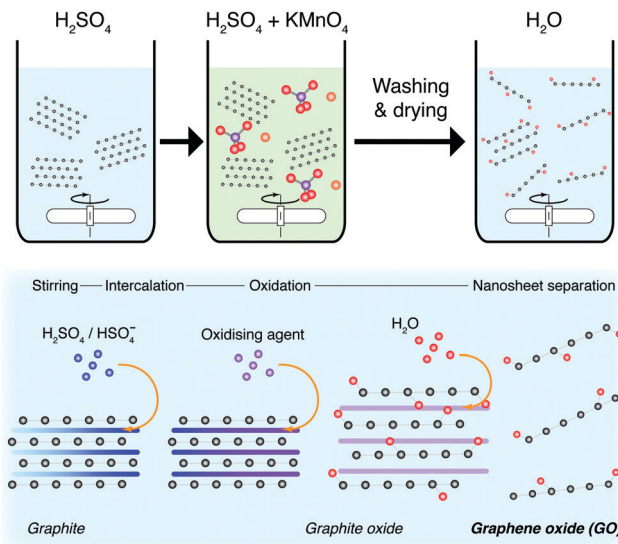 H₂SO₄
H₂SO₄ + KMnO₄
H₂O
Washing
& drying
Stirring — Intercalation — Oxidation — Nanosheet separation
H₂SO₄ / HSO₄⁻
Oxidising agent
H₂O
Graphite
Graphite oxide
Graphene oxide (GO)